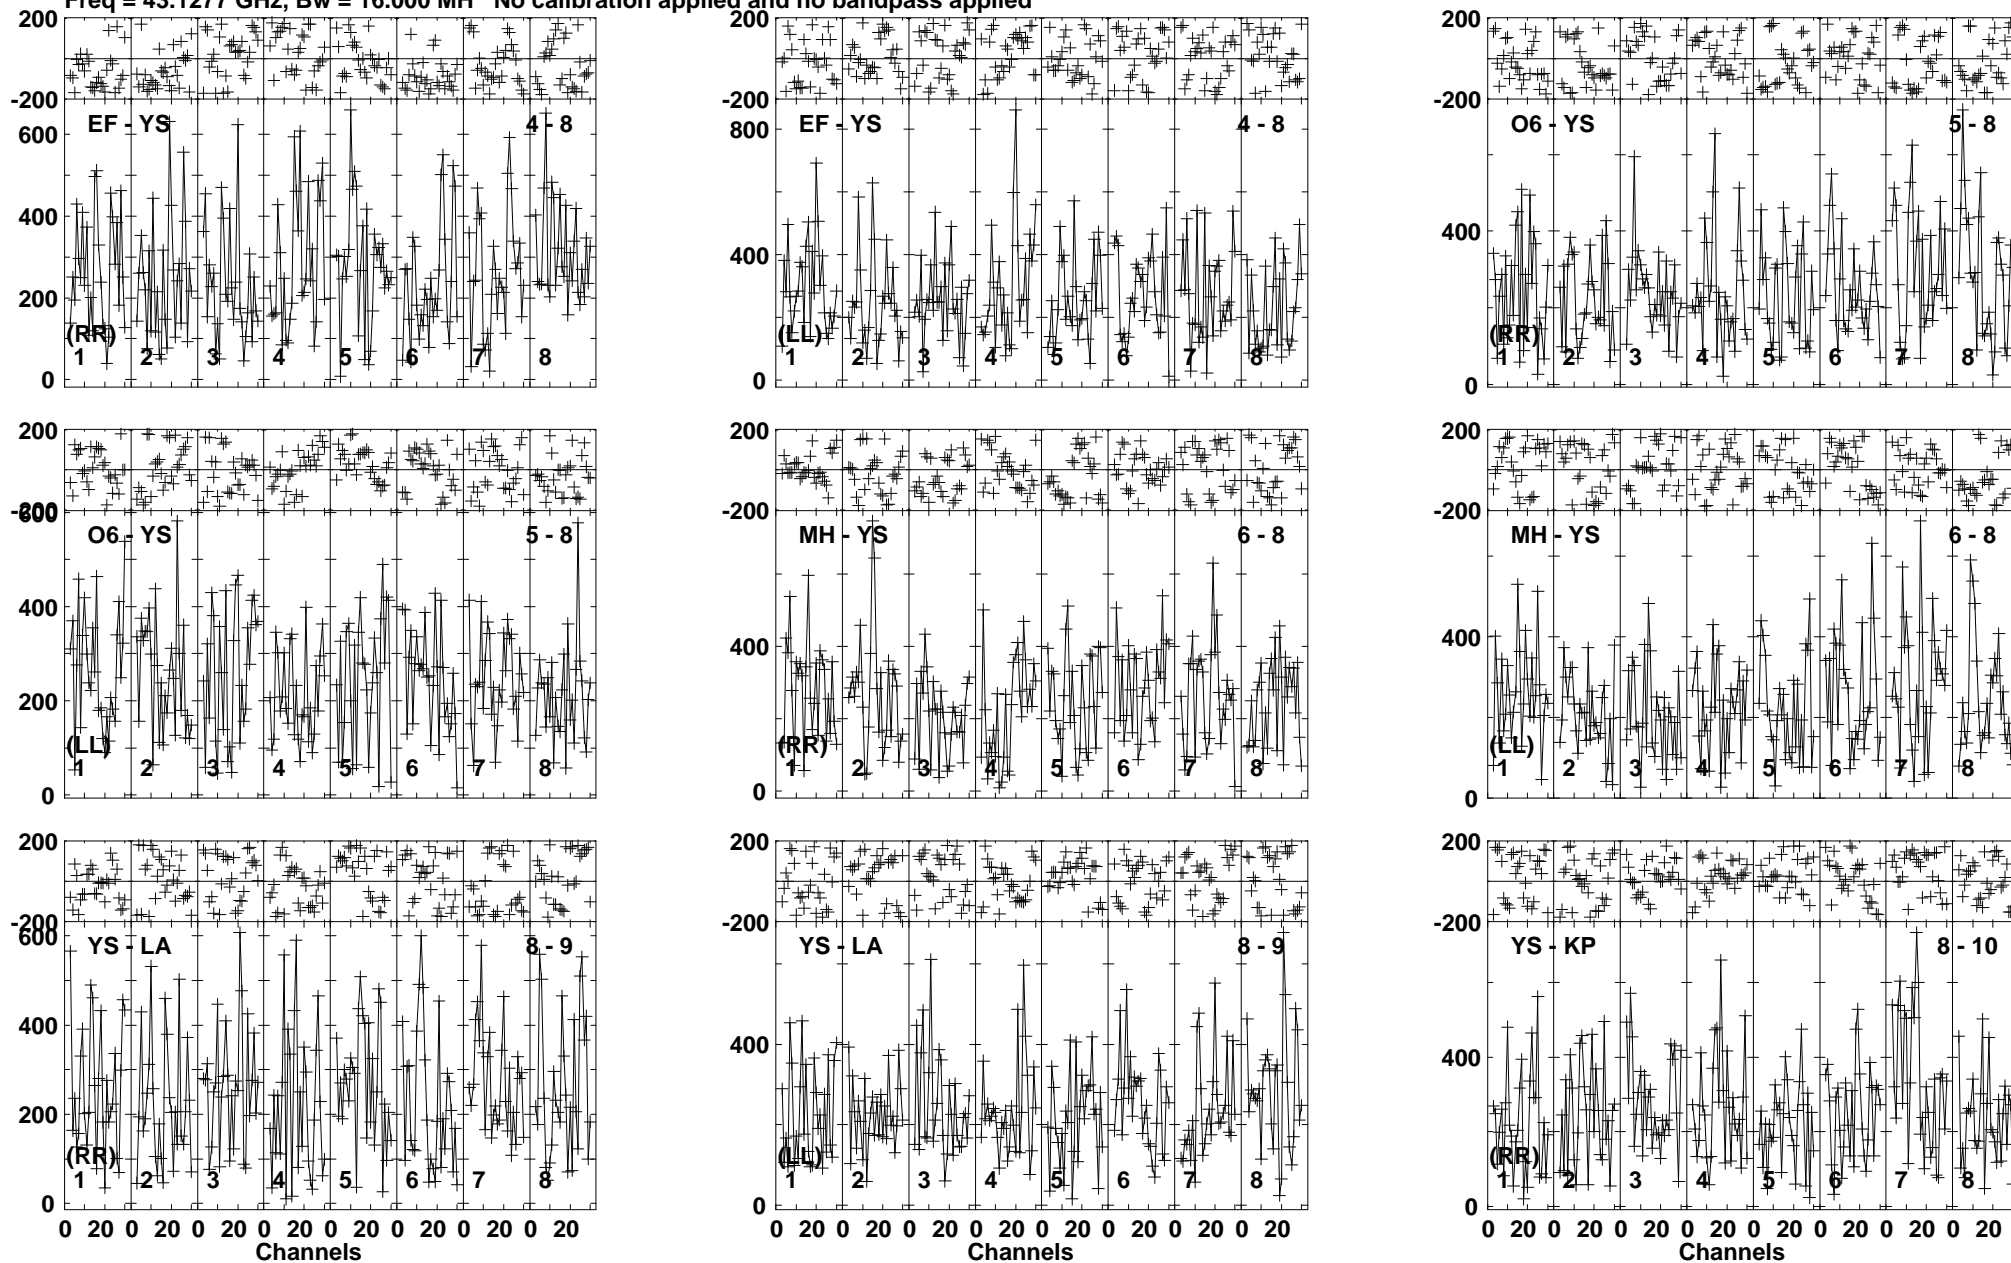 Freq = 43.1277 GHz, Bw = 16.000 MH No calibration applied and no bandpass applied
200 200 200
-200 -200 -200
EF - YS 4 - 8 EF - YS 4 - 8 O6 - YS 5 - 8
600 800
400 400 400
200
(RR) (LL) (RR)
1 2 3 4 5 6 7 8 1 2 3 4 5 6 7 8 1 2 3 4 5 6 7 8
0 0 0
200 200 200
-200 -200 -200
600
O6 - YS 5 - 8 MH - YS 6 - 8 MH - YS 6 - 8
400 400 400
200
(LL) (RR) (LL)
1 2 3 4 5 6 7 8 1 2 3 4 5 6 7 8 1 2 3 4 5 6 7 8
0 0 0
200 200 200
-200 -200 -200
600
YS - LA 8 - 9 YS - LA 8 - 9 YS - KP 8 - 10
400 400 400
200
(RR) (LL) (RR)
1 2 3 4 5 6 7 8 1 2 3 4 5 6 7 8 1 2 3 4 5 6 7 8
0 0 0
0 20 0 20 0 20 0 20 0 20 0 20 0 20 0 20 0 20 0 20 0 20 0 20 0 20 0 20 0 20 0 20 0 20 0 20 0 20 0 20 0 20 0 20 0 20 0 20
Channels Channels Channels